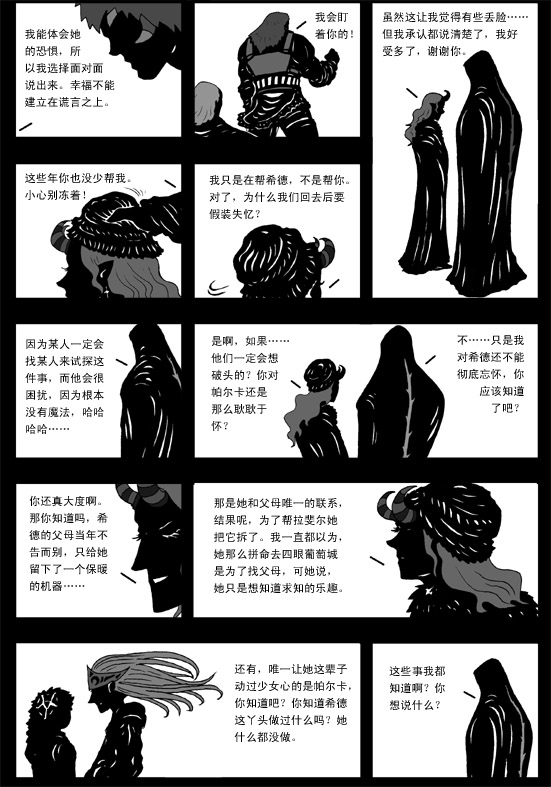 我能体会她
的恐惧，所
以我选择面对面
说出来。幸福不能
建立在谎言之上。
我会盯
着你的！
虽然这让我觉得有些丢脸……
但我承认都说清楚了，我好
受多了，谢谢你。
这些年你也没少帮我。
小心别冻着！
我只是在帮希德，不是帮你。
对了，为什么我们回去后要
假装失忆？
因为某人一定会
找某人来试探这
件事，而他会很
困扰，因为根本
没有魔法，哈哈
哈哈……
是啊，如果……
他们一定会想
破头的？你对
帕尔卡还是
那么耿耿于
怀？
不……只是我
对希德还不能
彻底忘怀，你
应该知道
了吧？
你还真大度啊。
那你知道吗，希
德的父母当年不
告而别，只给她
留下了一个保暖
的机器……
那是她和父母唯一的联系，
结果呢，为了帮拉斐尔她
把它拆了。我一直都以为，
她那么拼命去四眼葡萄城
是为了找父母，可她说，
她只是想知道求知的乐趣。
还有，唯一让她这辈子
动过少女心的是帕尔卡，
你知道吧？你知道希德
这丫头做过什么吗？她
什么都没做。
这些事我都
知道啊？你
想说什么？